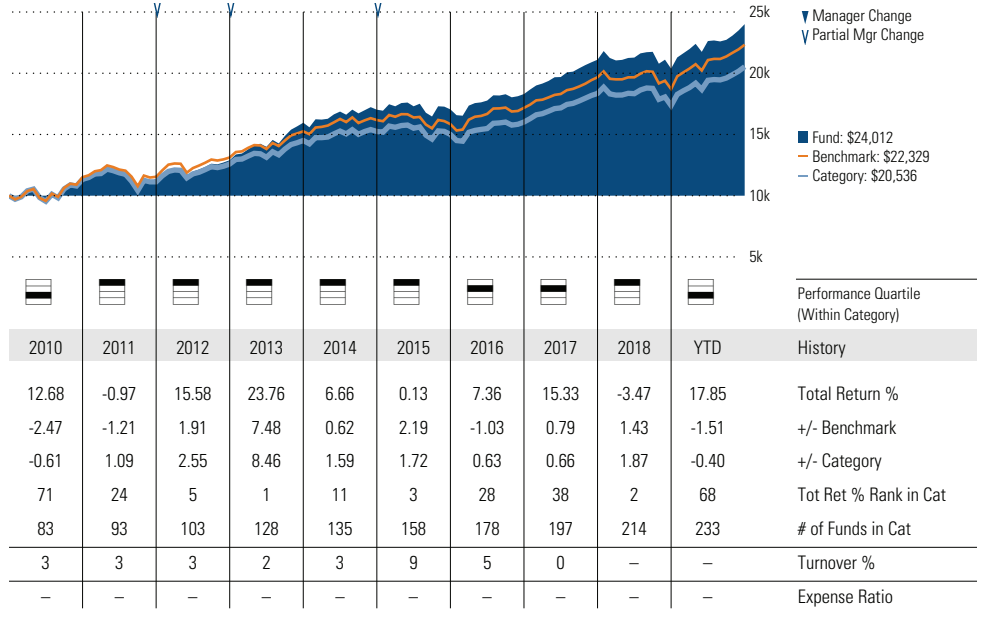 25k
▼ Manager Change
V Partial Mgr Change
20k
15k
Fund: $24,012
Benchmark: $22,329
Category: $20,536
10k
5k
Performance Quartile
(Within Category)
2010 2011 2012 2013 2014 2015 2016 2017 2018 YTD History
12.68 -0.97 15.58 23.76 6.66 0.13 7.36 15.33 -3.47 17.85 Total Return %
-2.47 -1.21 1.91 7.48 0.62 2.19 -1.03 0.79 1.43 -1.51 +/- Benchmark
-0.61 1.09 2.55 8.46 1.59 1.72 0.63 0.66 1.87 -0.40 +/- Category
71 24 5 1 11 3 28 38 2 68 Tot Ret % Rank in Cat
83 93 103 128 135 158 178 197 214 233 # of Funds in Cat
3 3 3 2 3 9 5 0 – – Turnover %
– – – – – – – – – – Expense Ratio